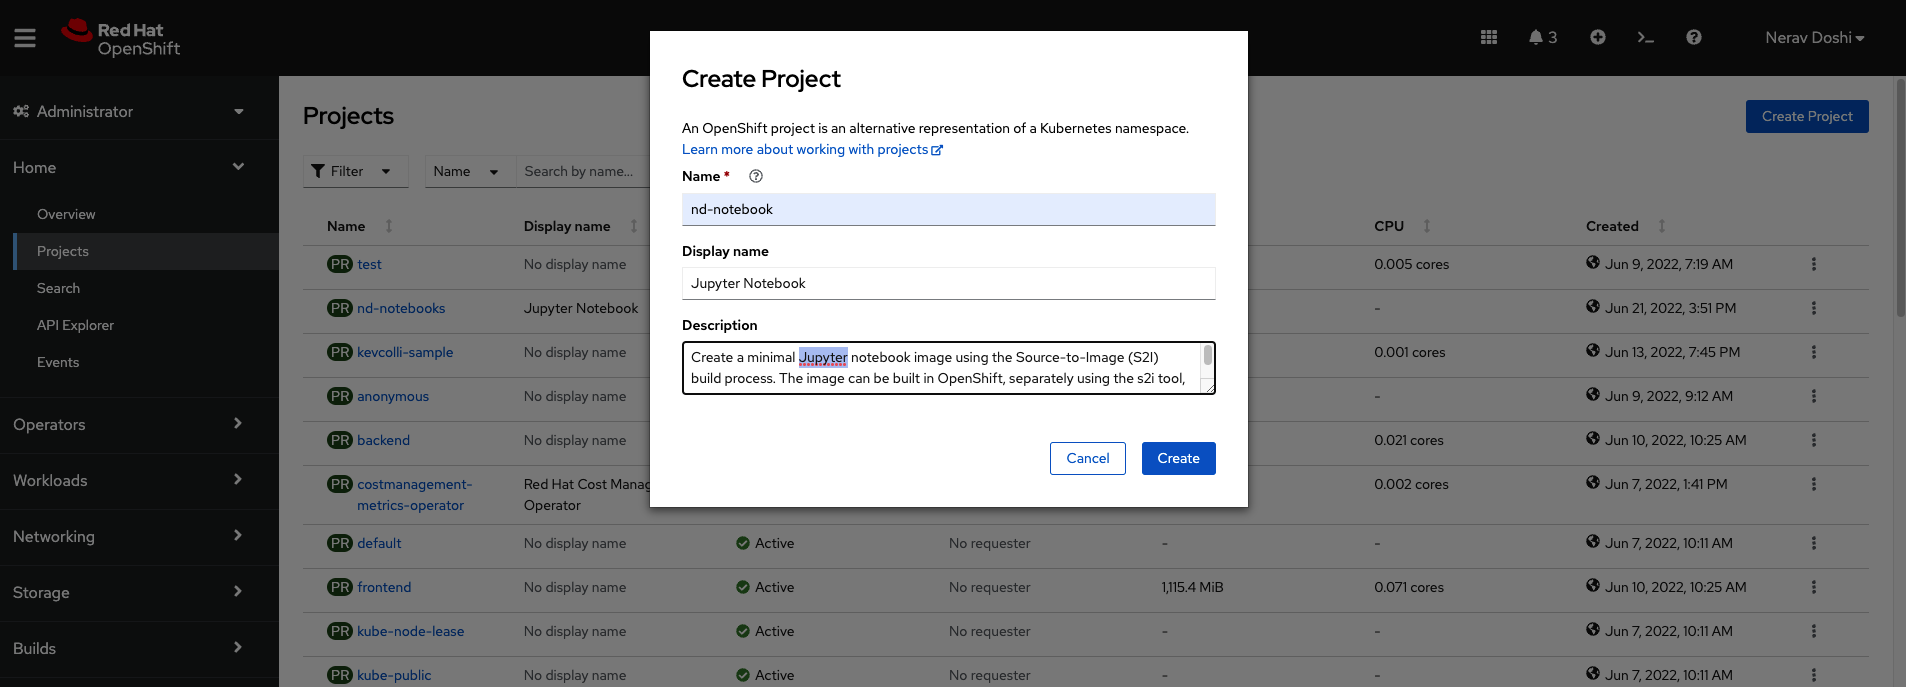 Red Hat
OpenShift
3
Nerav Doshi
Administrator
Home
Overview
Projects
Search
API Explorer
Events
Operators
Workloads
Networking
Storage
Builds
Projects
Create Project
Filter
Name
Search by name...
Name
Display name
CPU
Created
PR test No display name 0.005 cores Jun 9, 2022, 7:19 AM
PR nd-notebooks Jupyter Notebook - Jun 21, 2022, 3:51 PM
PR kevcolli-sample No display name 0.001 cores Jun 13, 2022, 7:45 PM
PR anonymous No display name - Jun 9, 2022, 9:12 AM
PR backend No display name 0.021 cores Jun 10, 2022, 10:25 AM
PR costmanagement- Red Hat Cost Manag 0.002 cores Jun 7, 2022, 1:41 PM
metrics-operator Operator
PR default No display name Active No requester - - Jun 7, 2022, 10:11 AM
PR frontend No display name Active No requester 1,115.4 MiB 0.071 cores Jun 10, 2022, 10:25 AM
PR kube-node-lease No display name Active No requester - - Jun 7, 2022, 10:11 AM
PR kube-public No display name Active No requester - - Jun 7, 2022, 10:11 AM
Create Project
An OpenShift project is an alternative representation of a Kubernetes namespace.
Learn more about working with projects
Name *
nd-notebook
Display name
Jupyter Notebook
Description
Create a minimal Jupyter notebook image using the Source-to-Image (S2I)
build process. The image can be built in OpenShift, separately using the s2i tool,
Cancel
Create